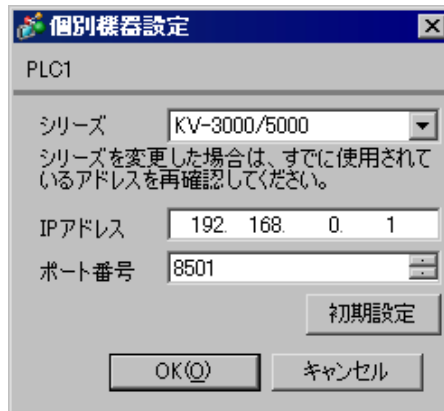 個別機器設定
PLC1
シリーズ KV-3000/5000
シリーズを変更した場合は、すでに使用されて
いるアドレスを再確認してください。
IPアドレス 192. 168. 0. 1
ポート番号 8501
初期設定
OK(O) キャンセル